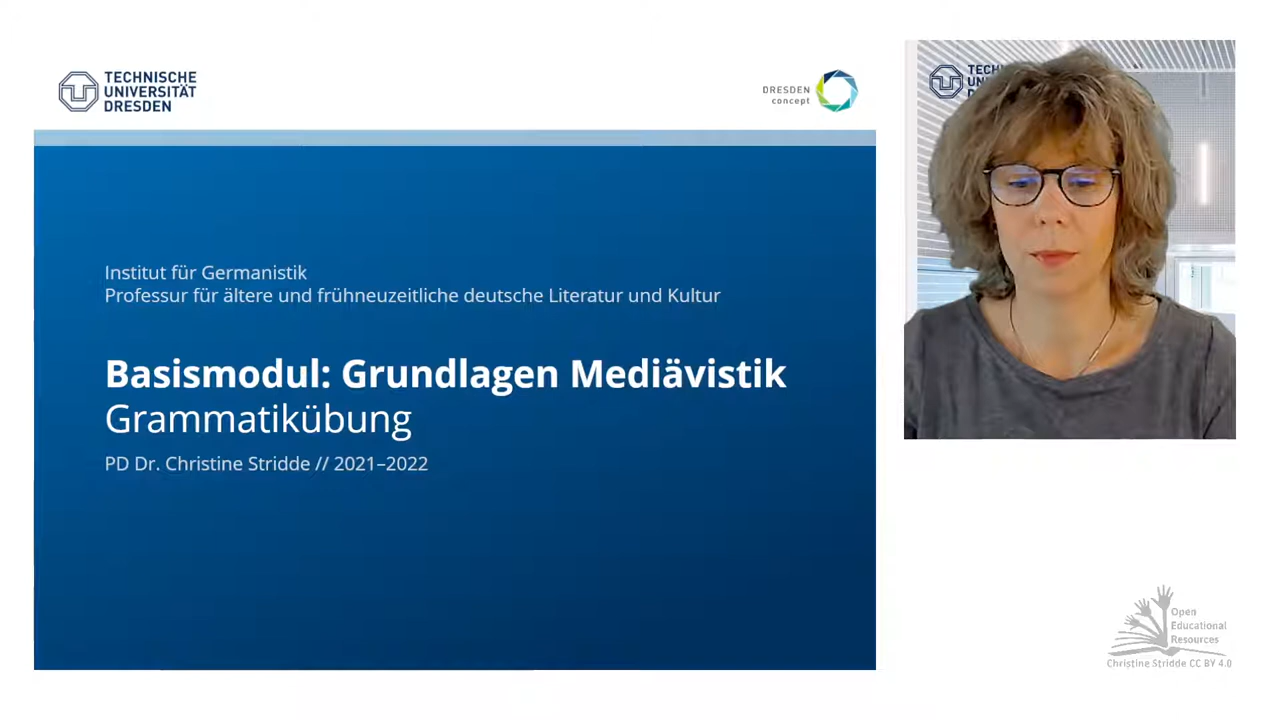 TECHNISCHE
UNIVERSITÄT
DRESDEN
DRESDEN
concept
Institut für Germanistik
Professur für ältere und frühneuzeitliche deutsche Literatur und Kultur
Basismodul: Grundlagen Mediävistik
Grammatikübung
PD Dr. Christine Stridde // 2021–2022
Open
Educational
Resources
Christine Stridde CC BY 4.0